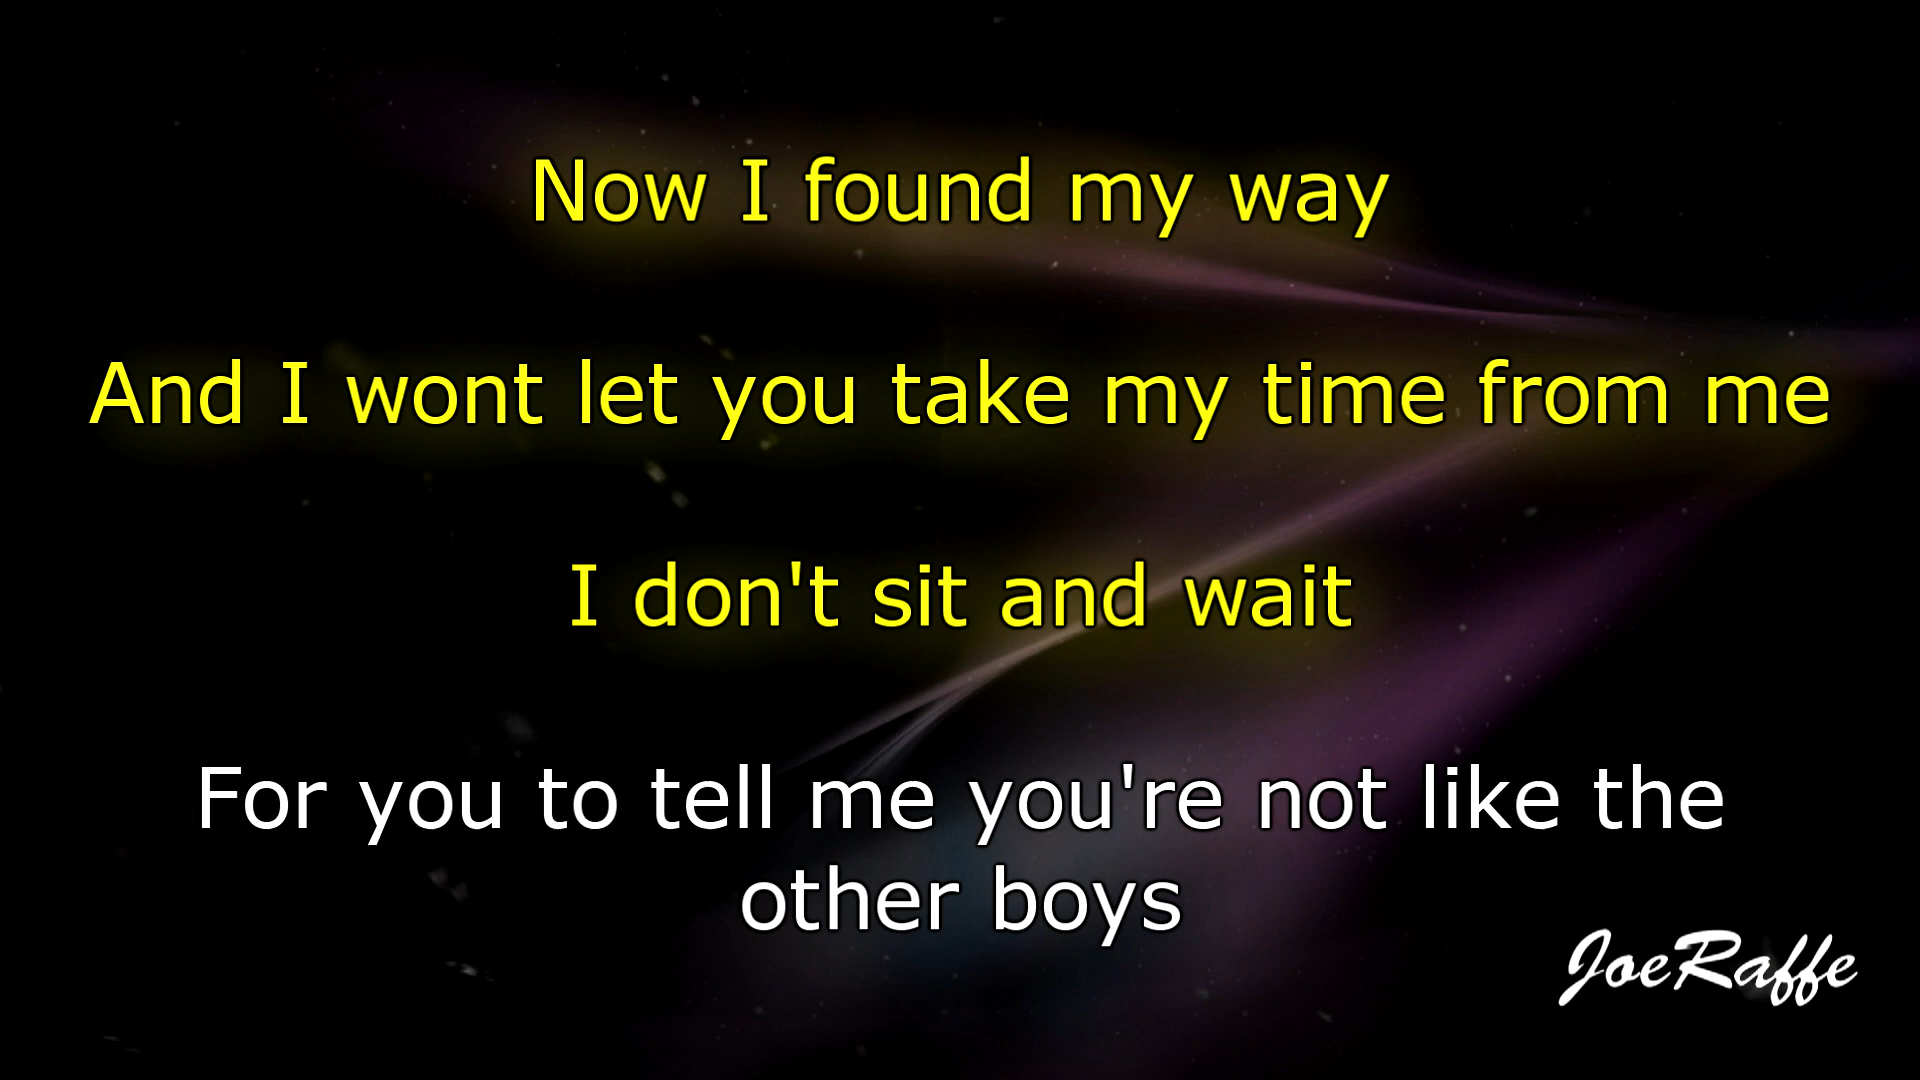 Now I found my way
And I wont let you take my time from me
I don't sit and wait
For you to tell me you're not like the
other boys
JoeRaffe